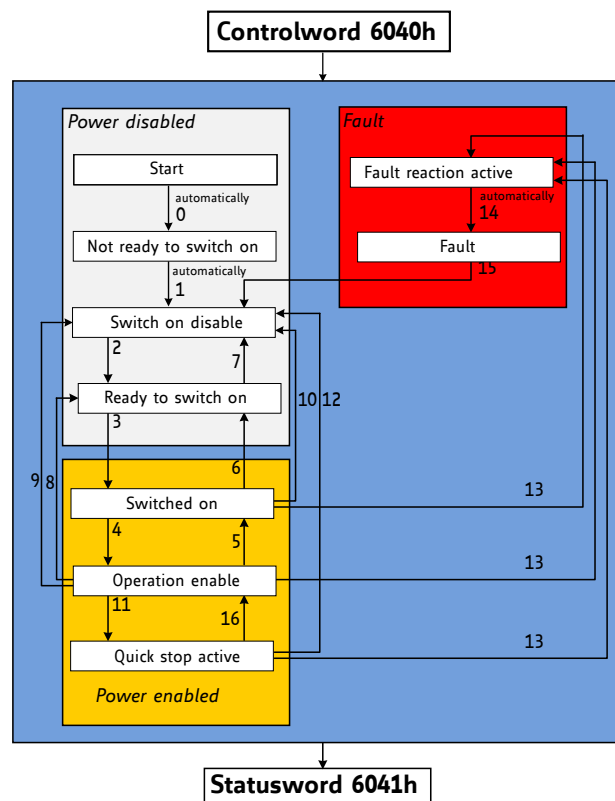 Controlword 6040h
Power disabled
Fault
Start
Fault reaction active
automatically
0
automatically
14
Not ready to switch on
Fault
automatically
1
15
Switch on disable
2
7
10
12
Ready to switch on
3
9
8
6
13
Switched on
4
5
13
Operation enable
11
16
13
Quick stop active
Power enabled
Statusword 6041h